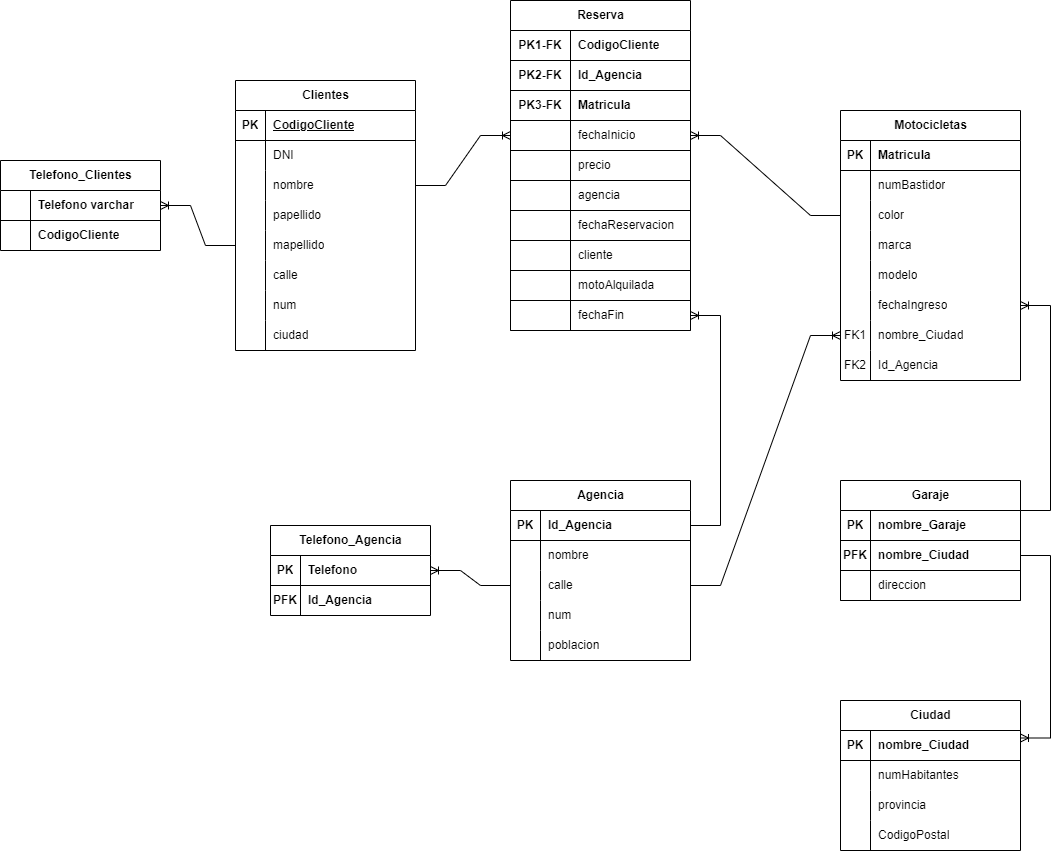 Reserva
PK1-FK CodigoCliente
PK2-FK Id_Agencia
PK3-FK Matricula
fechaInicio
precio
agencia
fechaReservacion
cliente
motoAlquilada
fechaFin
Clientes
PK CodigoCliente
DNI
nombre
papellido
mapellido
calle
num
ciudad
Telefono_Clientes
Telefono varchar
CodigoCliente
Motocicletas
PK Matricula
numBastidor
color
marca
modelo
fechaIngreso
FK1 nombre_Ciudad
FK2 Id_Agencia
Agencia
PK Id_Agencia
nombre
calle
num
poblacion
Telefono_Agencia
PK Telefono
PFK Id_Agencia
Garaje
PK nombre_Garaje
PFK nombre_Ciudad
direccion
Ciudad
PK nombre_Ciudad
numHabitantes
provincia
CodigoPostal